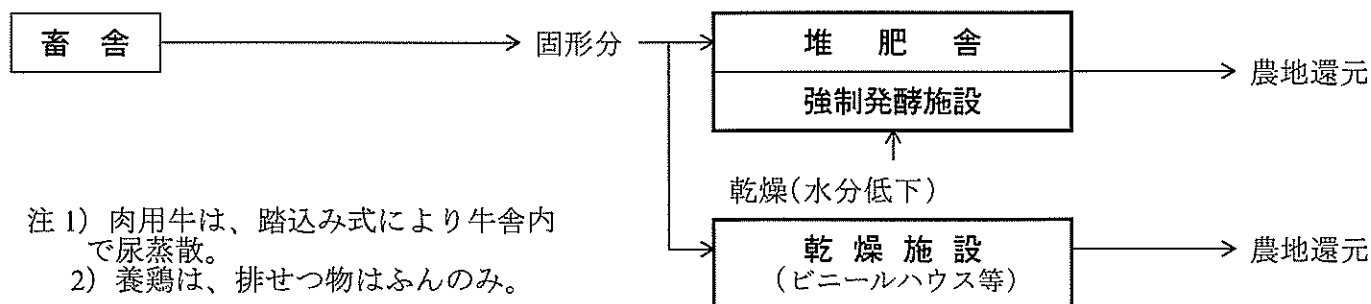 畜舎
固形分
堆肥舎
強制発酵施設
農地還元
乾燥(水分低下)
乾燥施設
(ビニールハウス等)
農地還元
注 1) 肉用牛は、踏込み式により牛舎内
で尿蒸散。
2) 養鶏は、排せつ物はふんのみ。